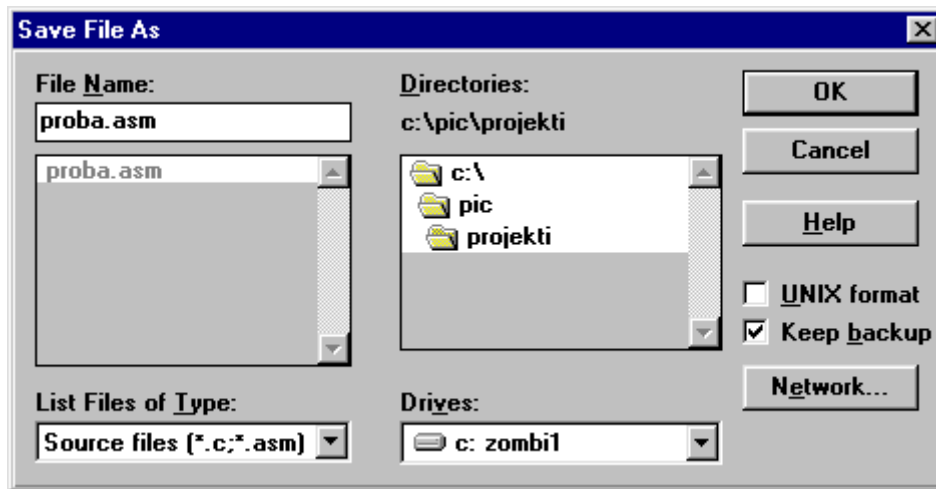 Save File As
File Name:
proba.asm
proba.asm
List Files of Type:
Source files (*.c;*.asm)
Directories:
c:\pic\projekti
c:\
pic
projekti
Drives:
c: zombi1
OK
Cancel
Help
UNIX format
Keep backup
Network...